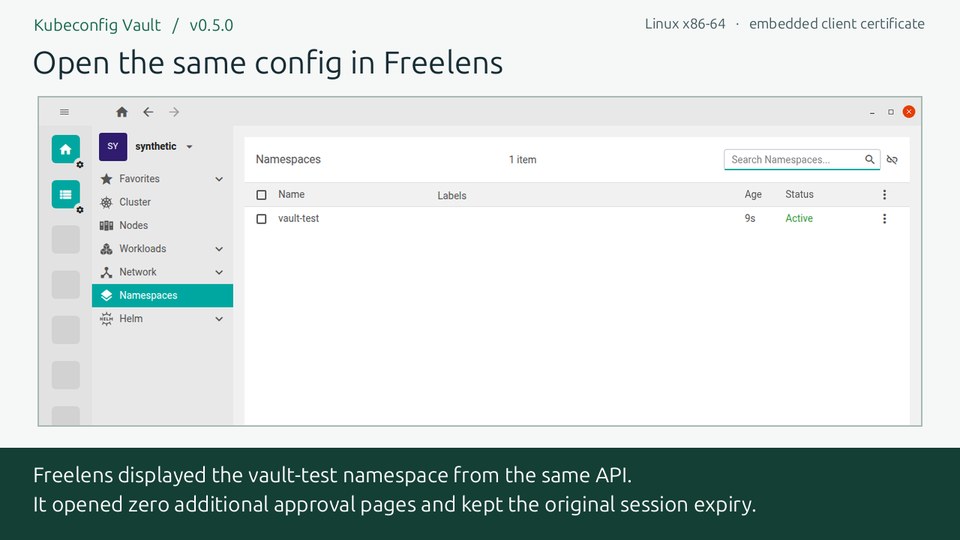 Kubeconfig Vault / v0.5.0
Linux x86-64 · embedded client certificate
Open the same config in Freelens
SY
synthetic
Favorites
Cluster
Nodes
Workloads
Network
Namespaces
HELM Helm
Namespaces
1 item
Search Namespaces...
Name Labels Age Status
vault-test 9s Active
Freelens displayed the vault-test namespace from the same API.
It opened zero additional approval pages and kept the original session expiry.